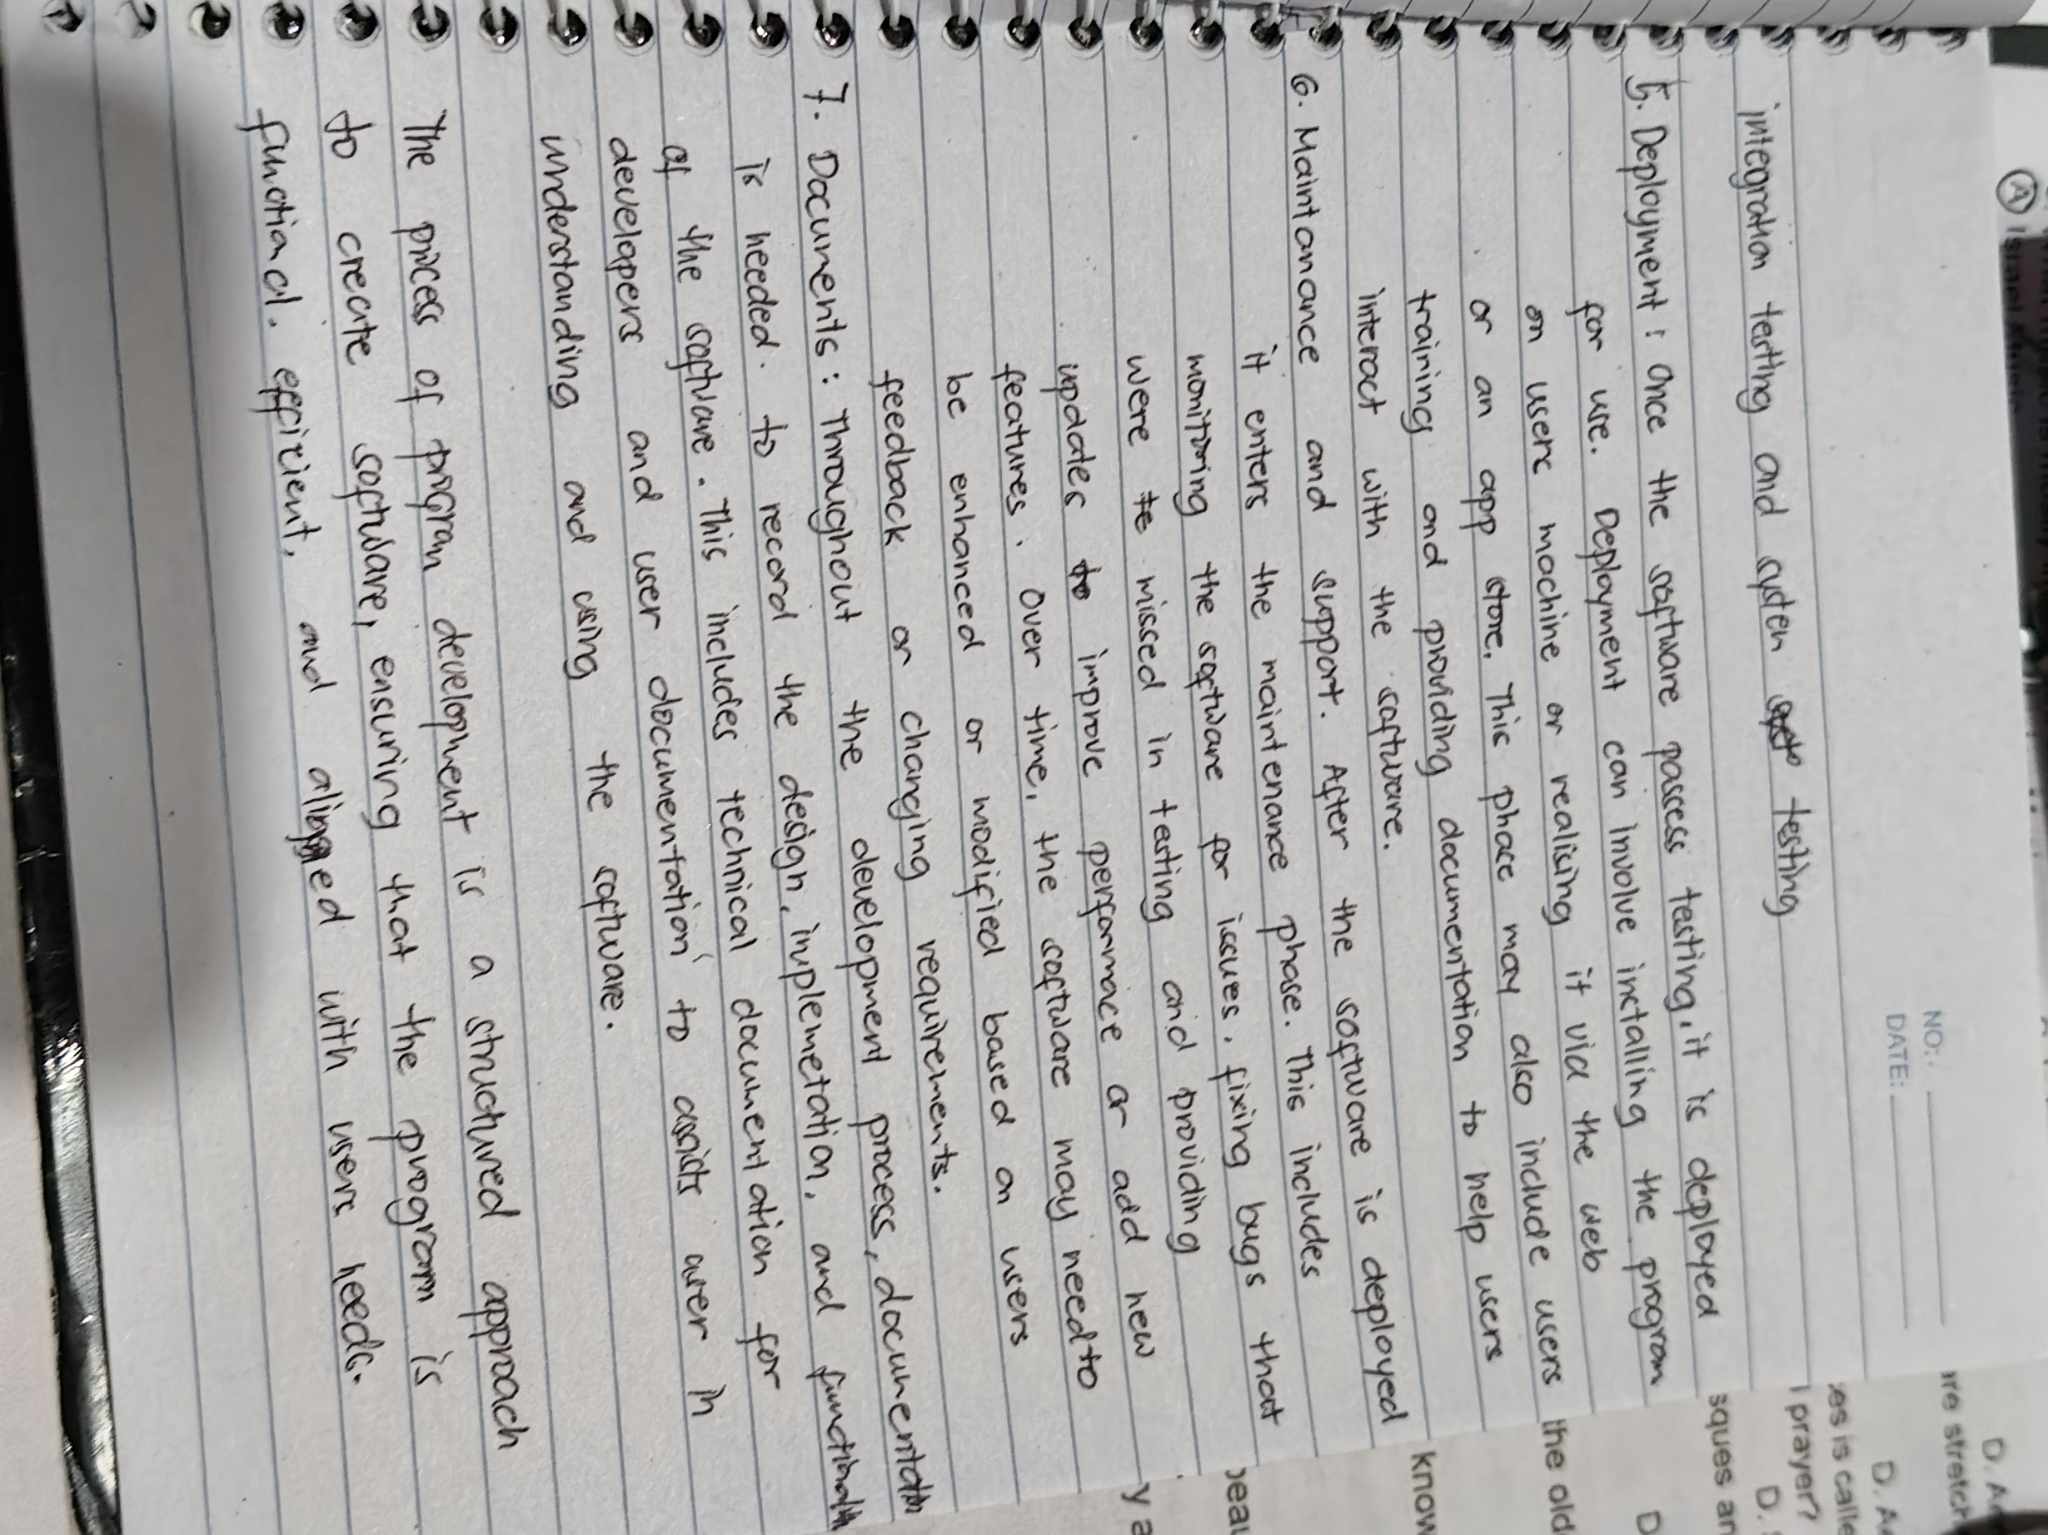 NO:.
DATE:
integration testing and system testing
5. Deployment : Once the software passess testing, it is deployed
for use. Deployment can involve installing the program
on users machine or realising it via the web
or an app store. This phase may also include users
training and providing documentation to help users
interact with the software.
6. Maintanance and support. After the software is deployed
it enters the maintenance phase. This includes
monitoring the software for issues, fixing bugs that
were missed in testing and providing
updates to improve performace or add new
features. Over time, the software may need to
be enhanced or modified based on users
feedback or changing requirements.
7. Documents : Throughout the development process, documentation
is needed. to record the design, implemetation, and functionality
of the software. This includes technical documentation for
developers and user documentation to assists user in
understanding and using the software.
The process of program development is a structured approach
to create software, ensuring that the program is
functional, efficient, and aligned with users needs.
D. A
are stretch
D. A
ses is calle
l prayer?
D.
sques an
D
the old
know
peau
y a